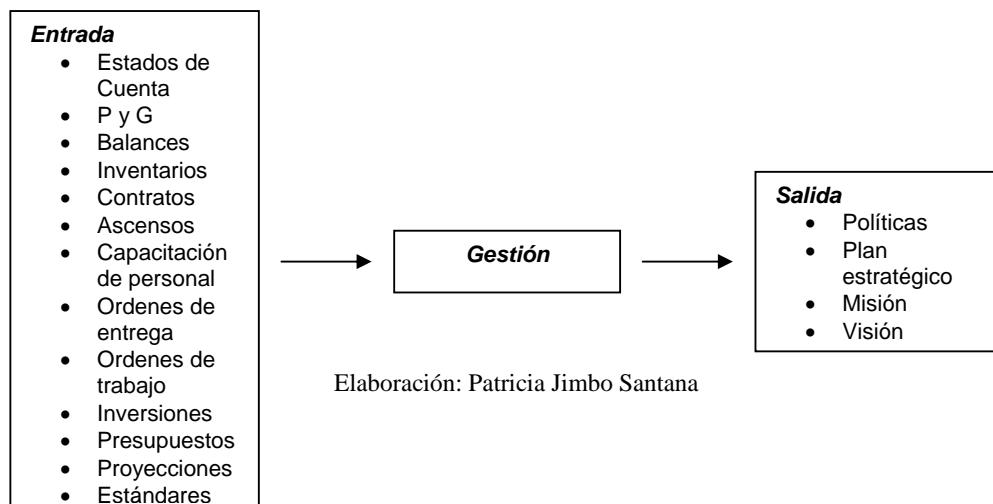 Entrada
• Estados de
Cuenta
• P y G
• Balances
• Inventarios
• Contratos
• Ascensos
• Capacitación
de personal
• Ordenes de
entrega
• Ordenes de
trabajo
• Inversiones
• Presupuestos
• Proyecciones
• Estándares
Gestión
Salida
• Políticas
• Plan
estratégico
• Misión
• Visión
Elaboración: Patricia Jimbo Santana